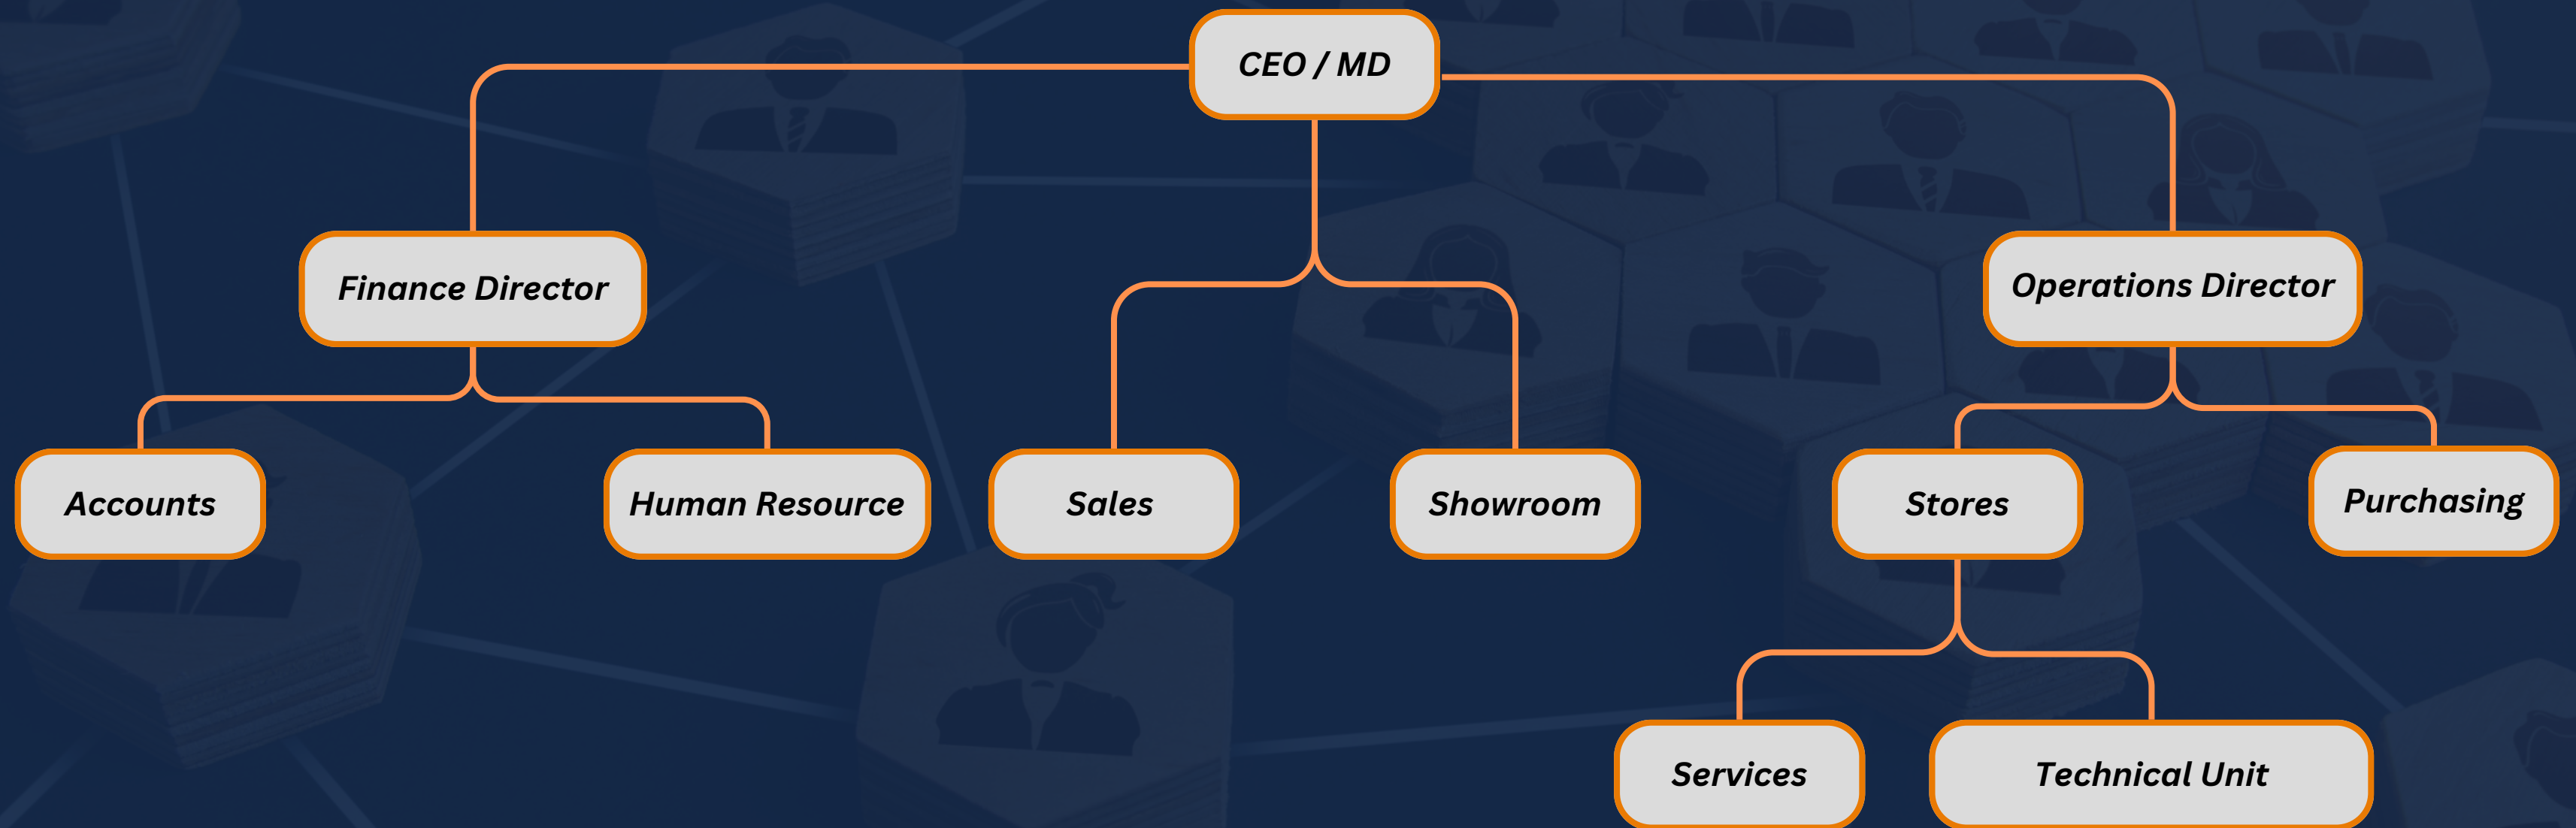 CEO / MD
Finance Director
Operations Director
Accounts
Human Resource
Sales
Showroom
Stores
Purchasing
Services
Technical Unit